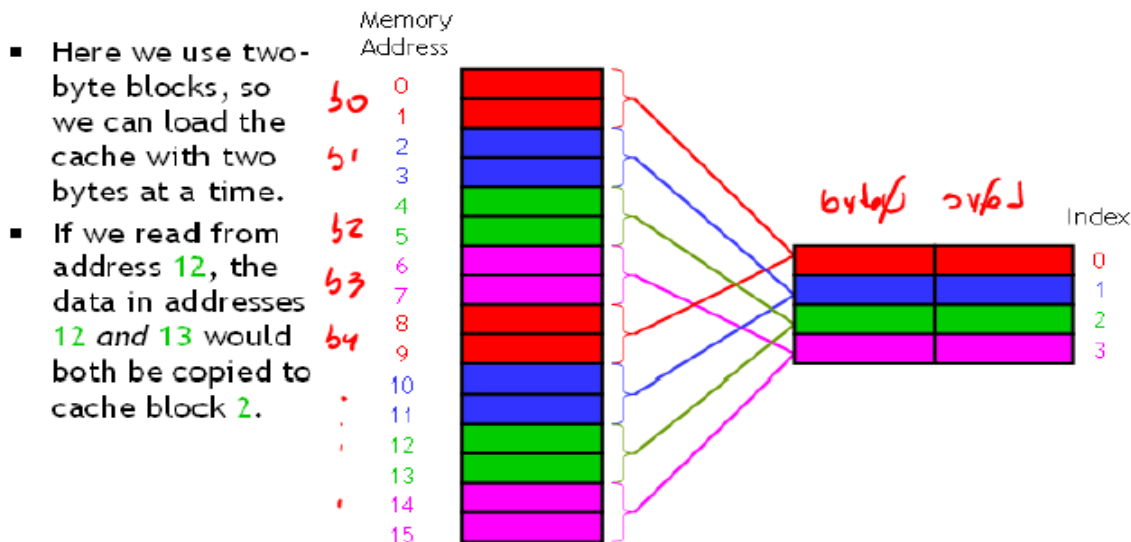 Memory
Address
▪ Here we use two-
byte blocks, so
we can load the
cache with two
bytes at a time.
▪ If we read from
address 12, the
data in addresses
12 and 13 would
both be copied to
cache block 2.
b0
b1
b2
b3
b4
0
1
2
3
4
5
6
7
8
9
10
11
12
13
14
15
Index
0
1
2
3